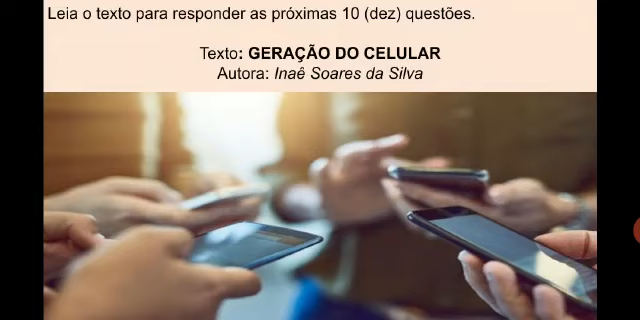 Leia o texto para responder as próximas 10 (dez) questões.
Texto: GERAÇÃO DO CELULAR
Autora: Inaê Soares da Silva